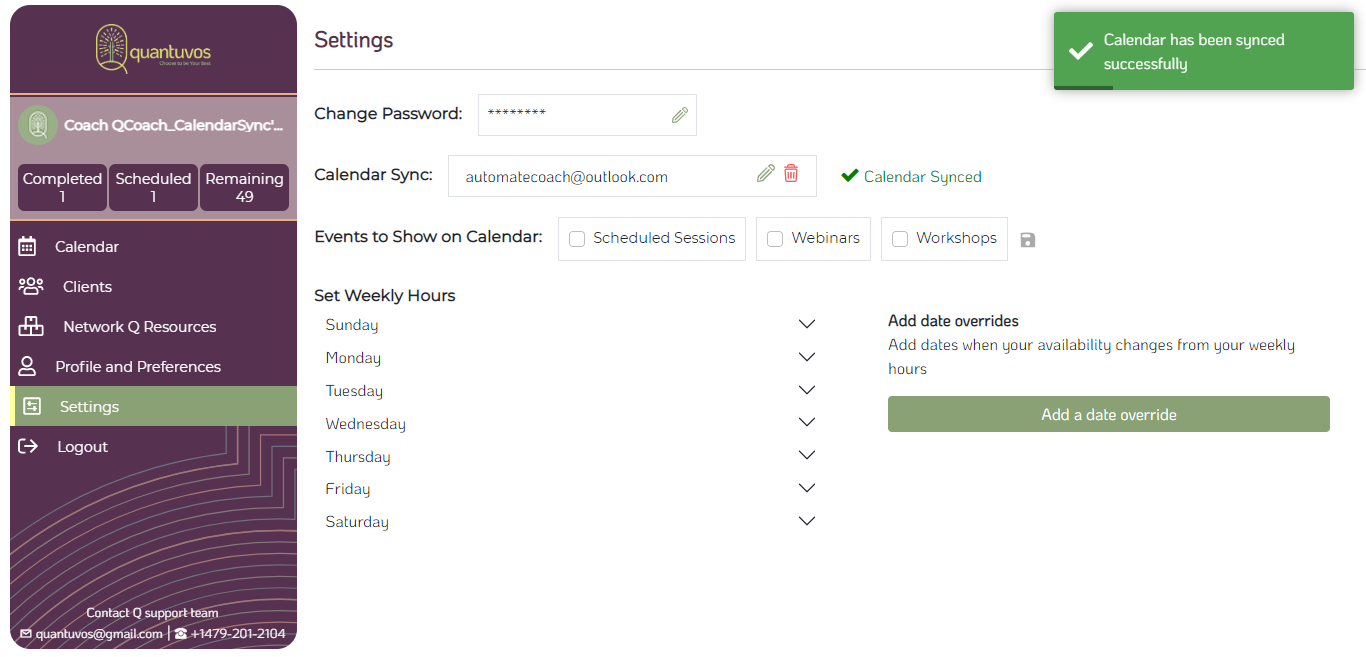 quantuvos
Choose to be Your Best
Coach QCoach_CalendarSync'...
Completed
1
Scheduled
1
Remaining
49
Calendar
Clients
Network Q Resources
Profile and Preferences
Settings
Logout
Contact Q support team
quantuvos@gmail.com | +1479-201-2104
Settings
Calendar has been synced
successfully
Change Password: ********
Calendar Sync: automatecoach@outlook.com Calendar Synced
Events to Show on Calendar: Scheduled Sessions Webinars Workshops
Set Weekly Hours
Sunday
Monday
Tuesday
Wednesday
Thursday
Friday
Saturday
Add date overrides
Add dates when your availability changes from your weekly
hours
Add a date override